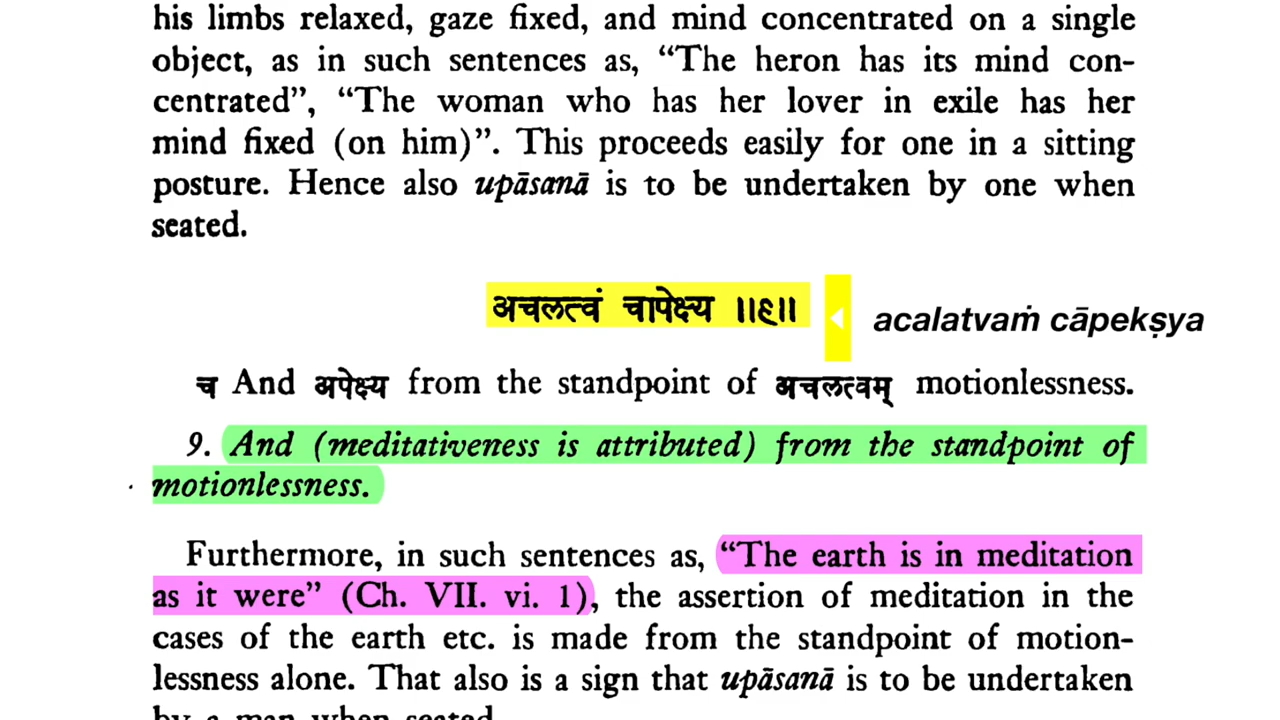 his limbs relaxed, gaze fixed, and mind concentrated on a single
object, as in such sentences as, “The heron has its mind con-
centrated”, “The woman who has her lover in exile has her
mind fixed (on him)”. This proceeds easily for one in a sitting
posture. Hence also upāsanā is to be undertaken by one when
seated.
अचलत्वं चापेक्ष्य ॥९॥
acalatvaṁ cāpekṣya
च And अपेक्ष्य from the standpoint of अचलत्वम् motionlessness.
9. And (meditativeness is attributed) from the standpoint of
motionlessness.
Furthermore, in such sentences as, “The earth is in meditation
as it were” (Ch. VII. vi. 1), the assertion of meditation in the
cases of the earth etc. is made from the standpoint of motion-
lessness alone. That also is a sign that upāsanā is to be undertaken
by a man when seated.